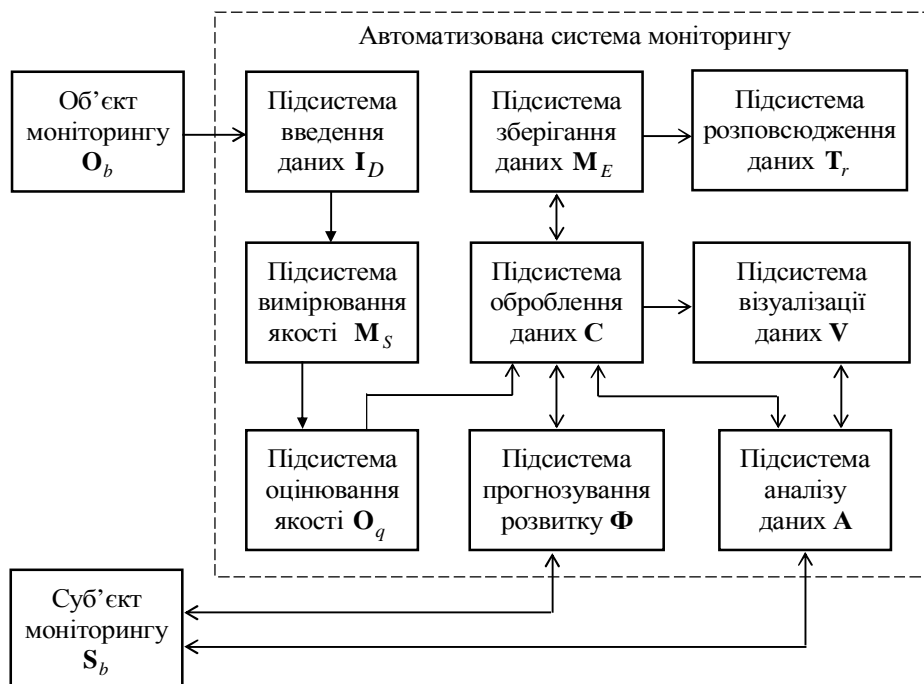 Автоматизована система моніторингу
Об’єкт
моніторингу
O_b
Підсистема
введення
даних I_D
Підсистема
зберігання
даних M_E
Підсистема
розповсюдження
даних T_r
Підсистема
вимірювання
якості M_S
Підсистема
оброблення
даних C
Підсистема
візуалізації
даних V
Підсистема
оцінювання
якості O_q
Підсистема
прогнозування
розвитку Ф
Підсистема
аналізу
даних A
Суб’єкт
моніторингу
S_b